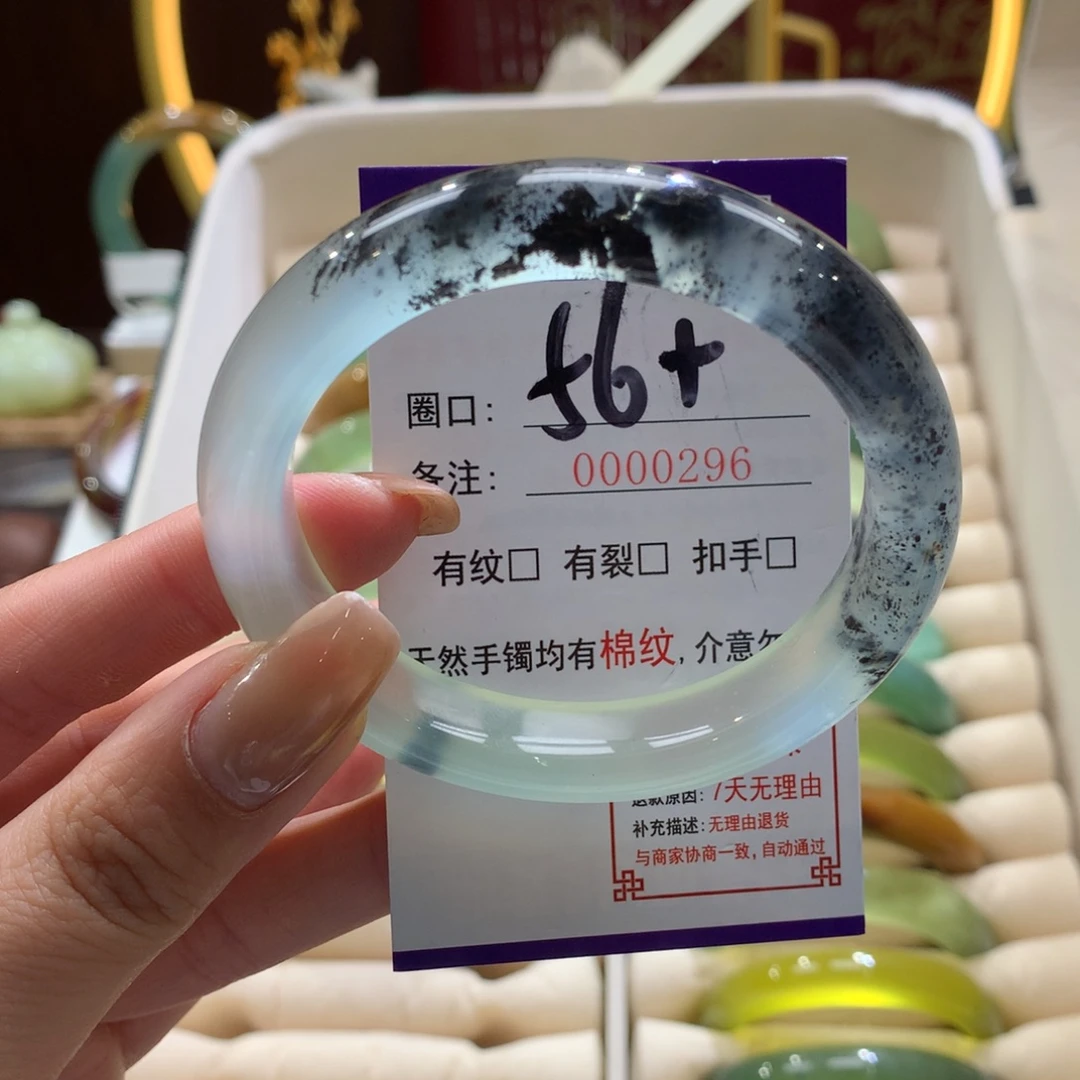 圈口: 56+
备注: 0000296
有纹□ 有裂□ 扣手□
天然手镯均有棉纹, 介意勿
退款原因: 7天无理由
补充描述: 无理由退货
与商家协商一致, 自动通过